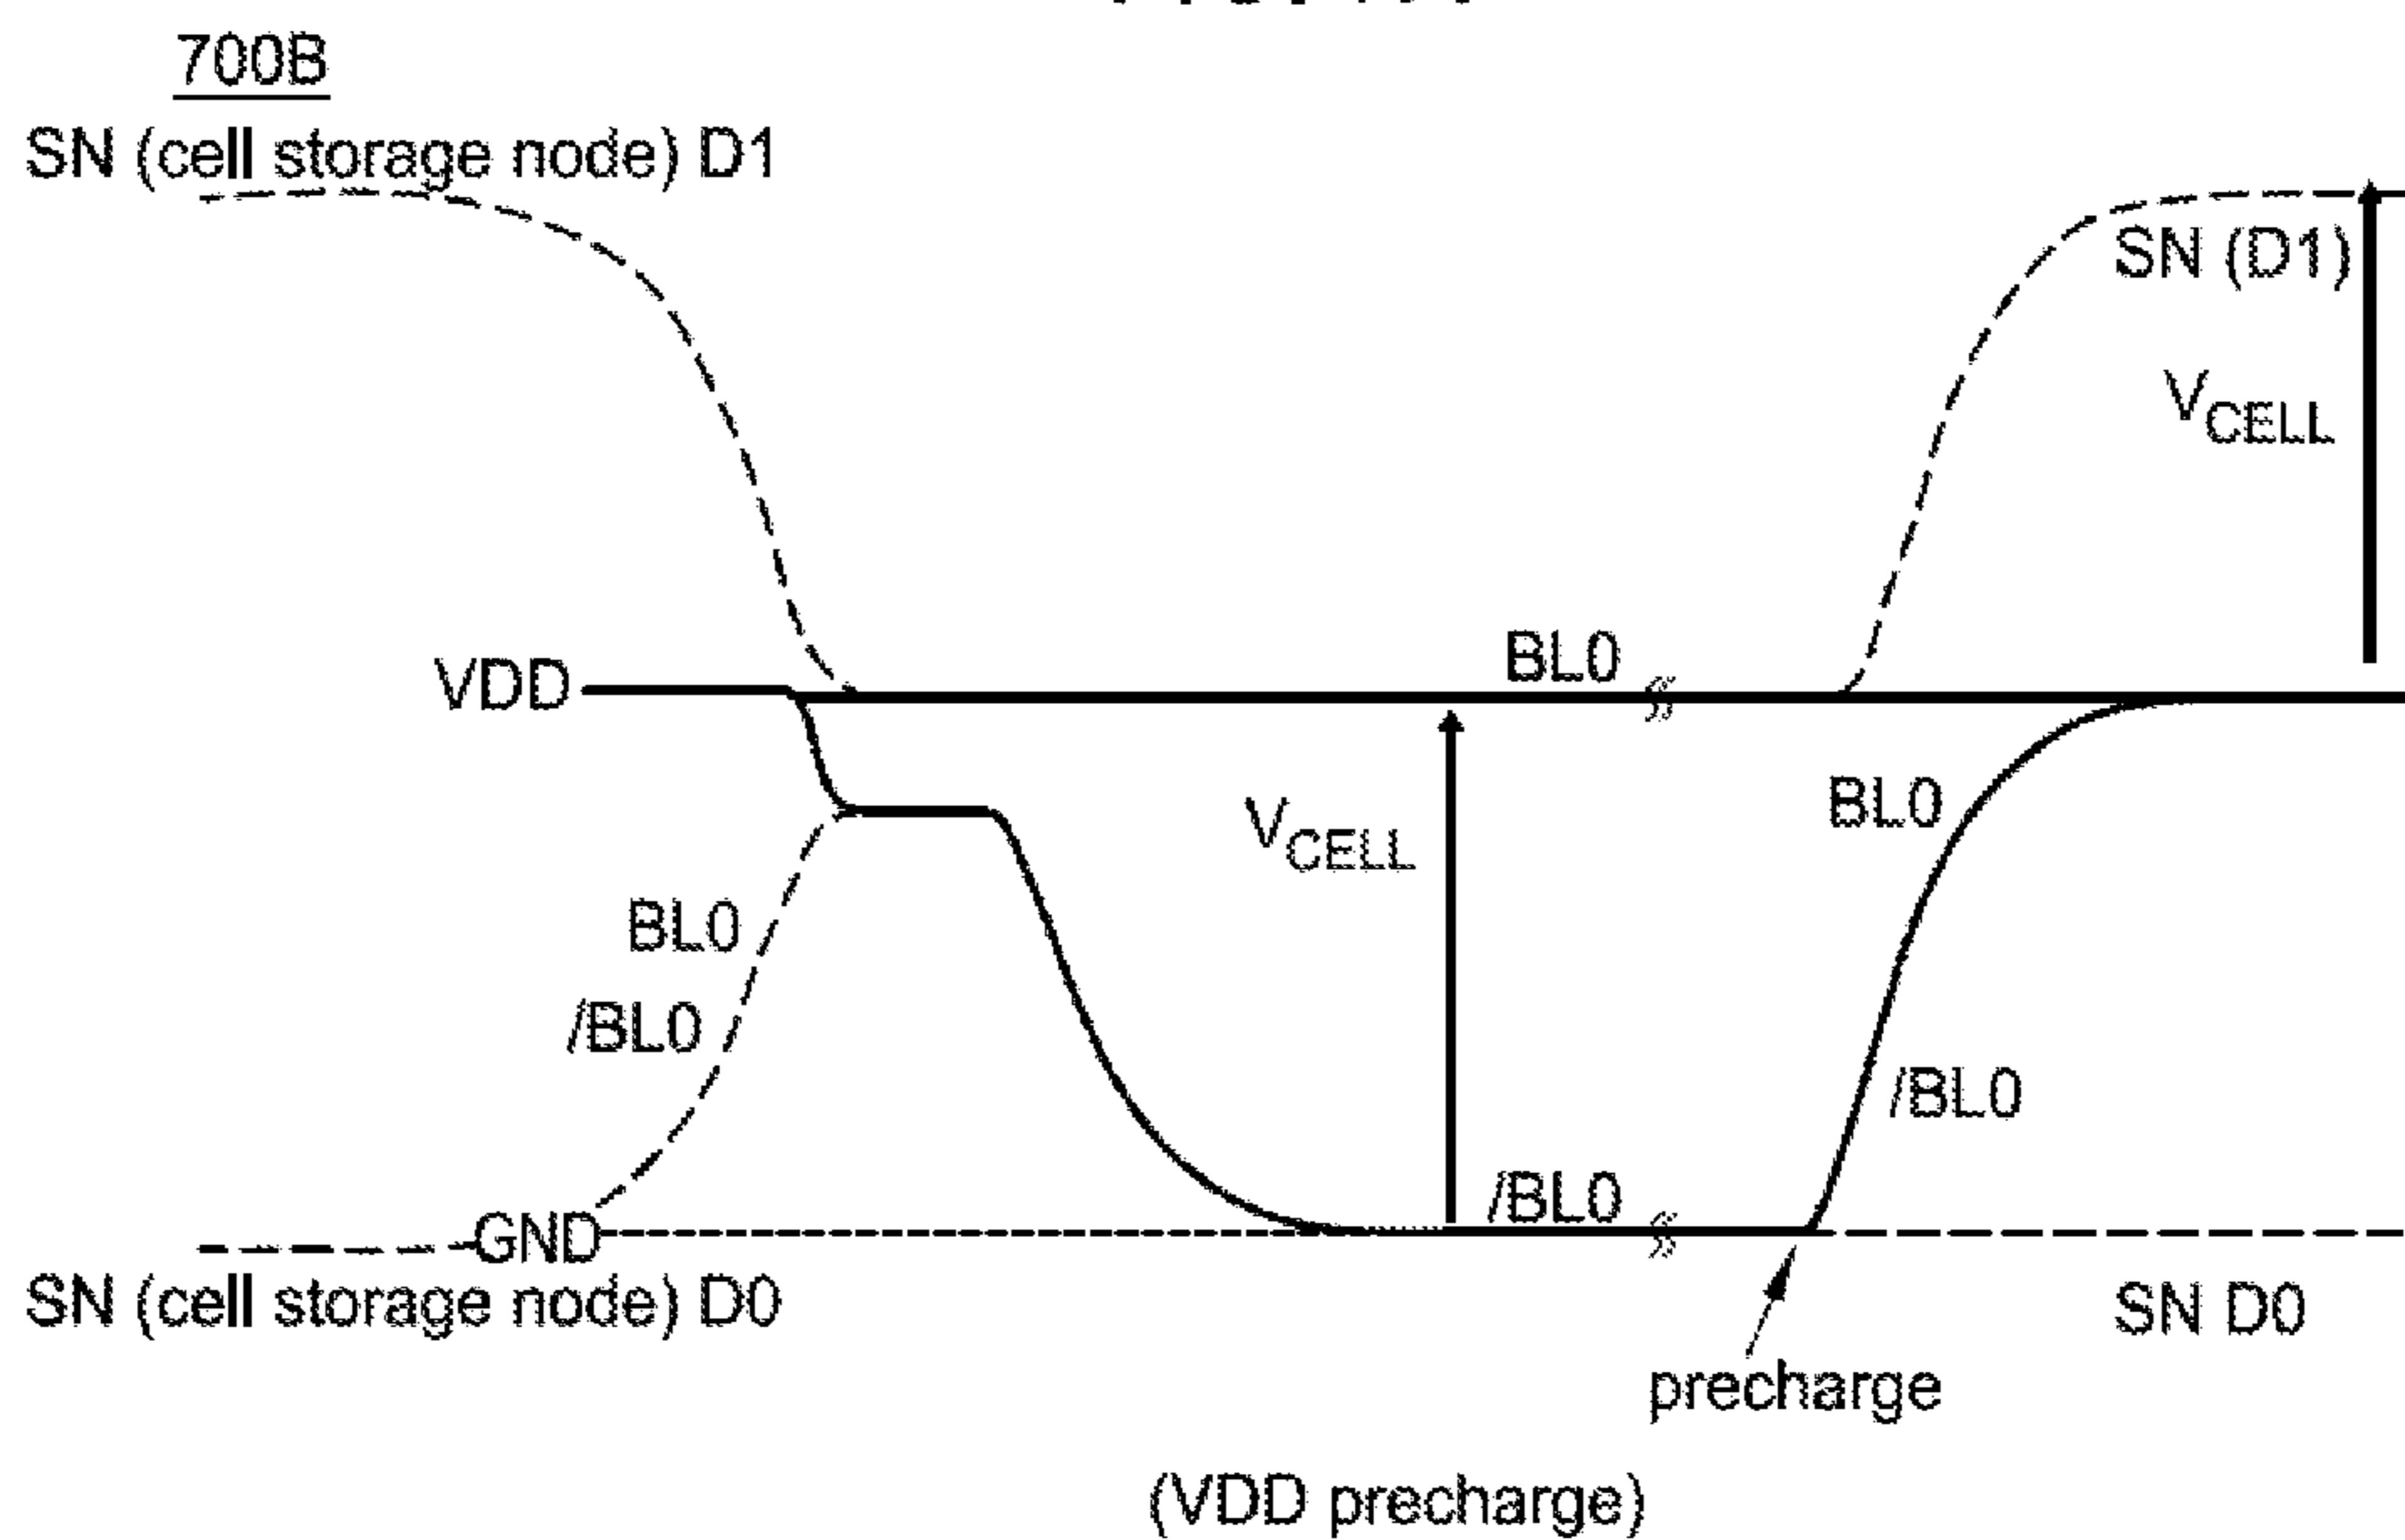 700B
SN (cell storage node) D1
SN (D1)
VCELL
VDD
BL0
BL0
VCELL
BL0
/BL0
/BL0
/BL0
GND
SN (cell storage node) D0
SN D0
precharge
(VDD precharge)